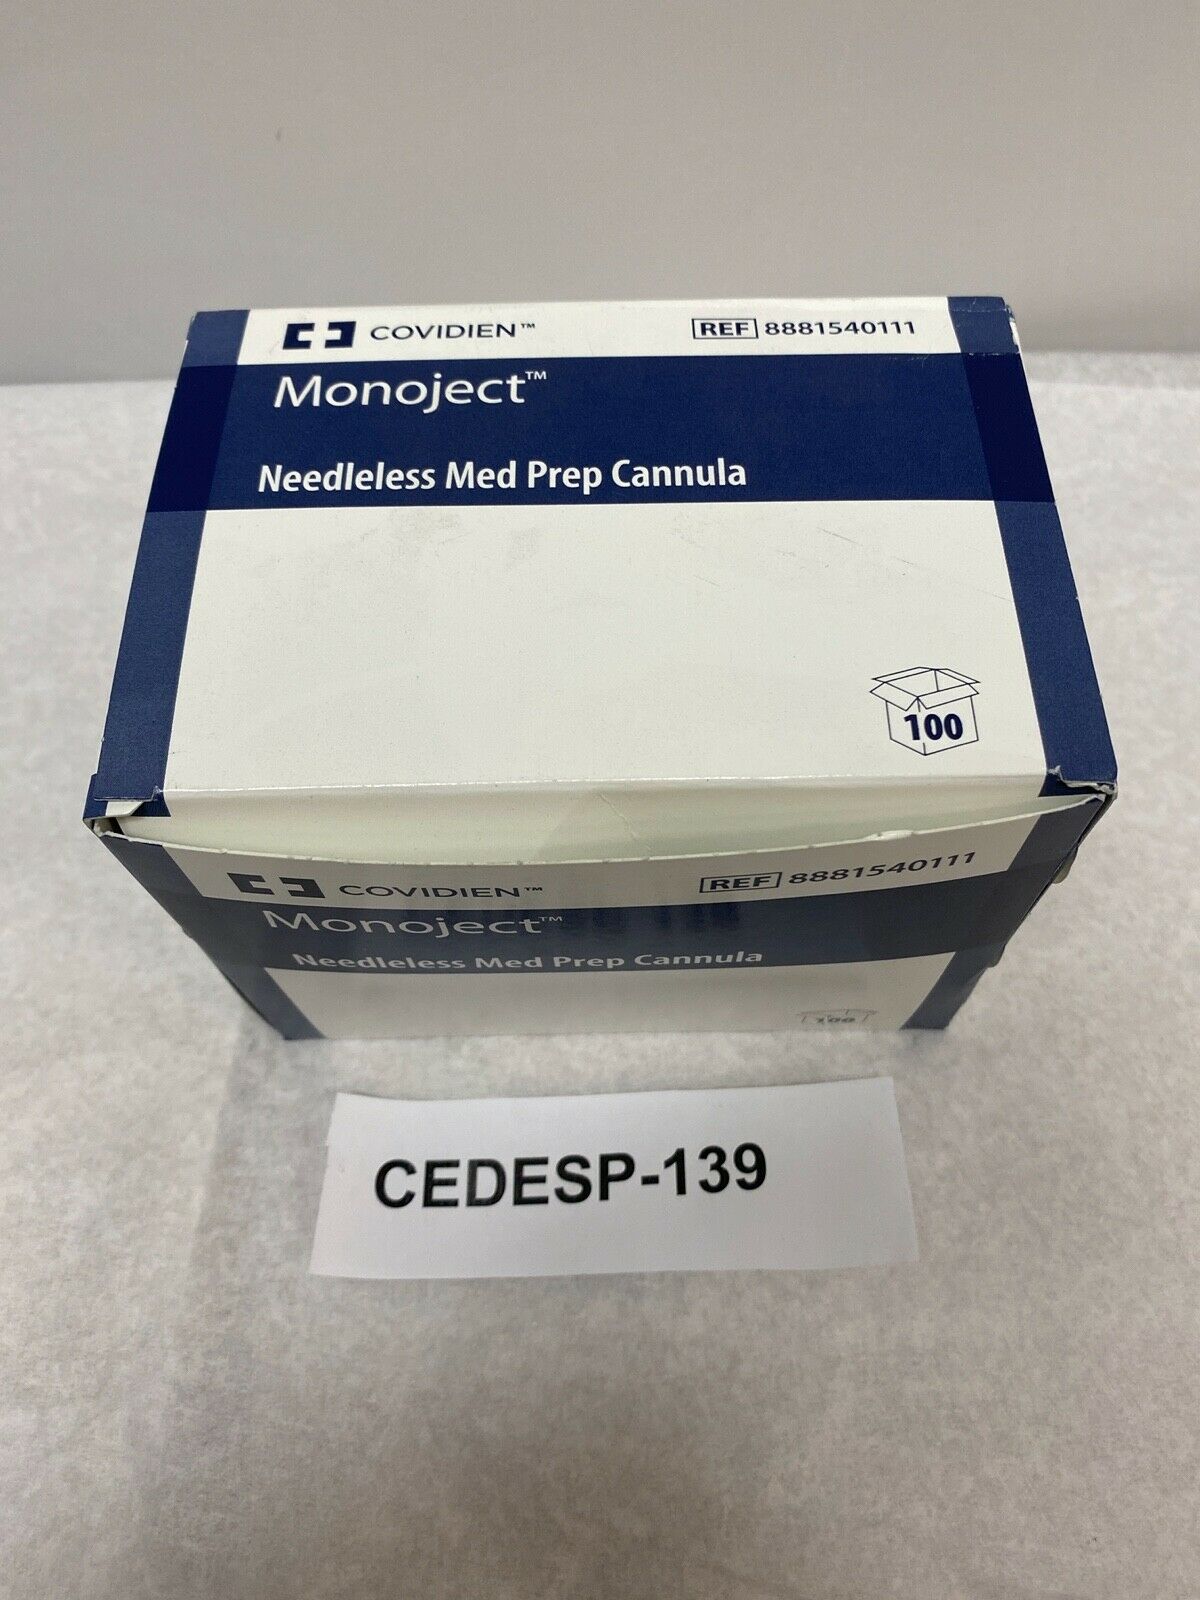 COVIDIEN™
REF 8881540111
Monoject™
Needleless Med Prep Cannula
100
COVIDIEN™
REF 8881540111
Monoject™
Needleless Med Prep Cannula
100
CEDESP-139